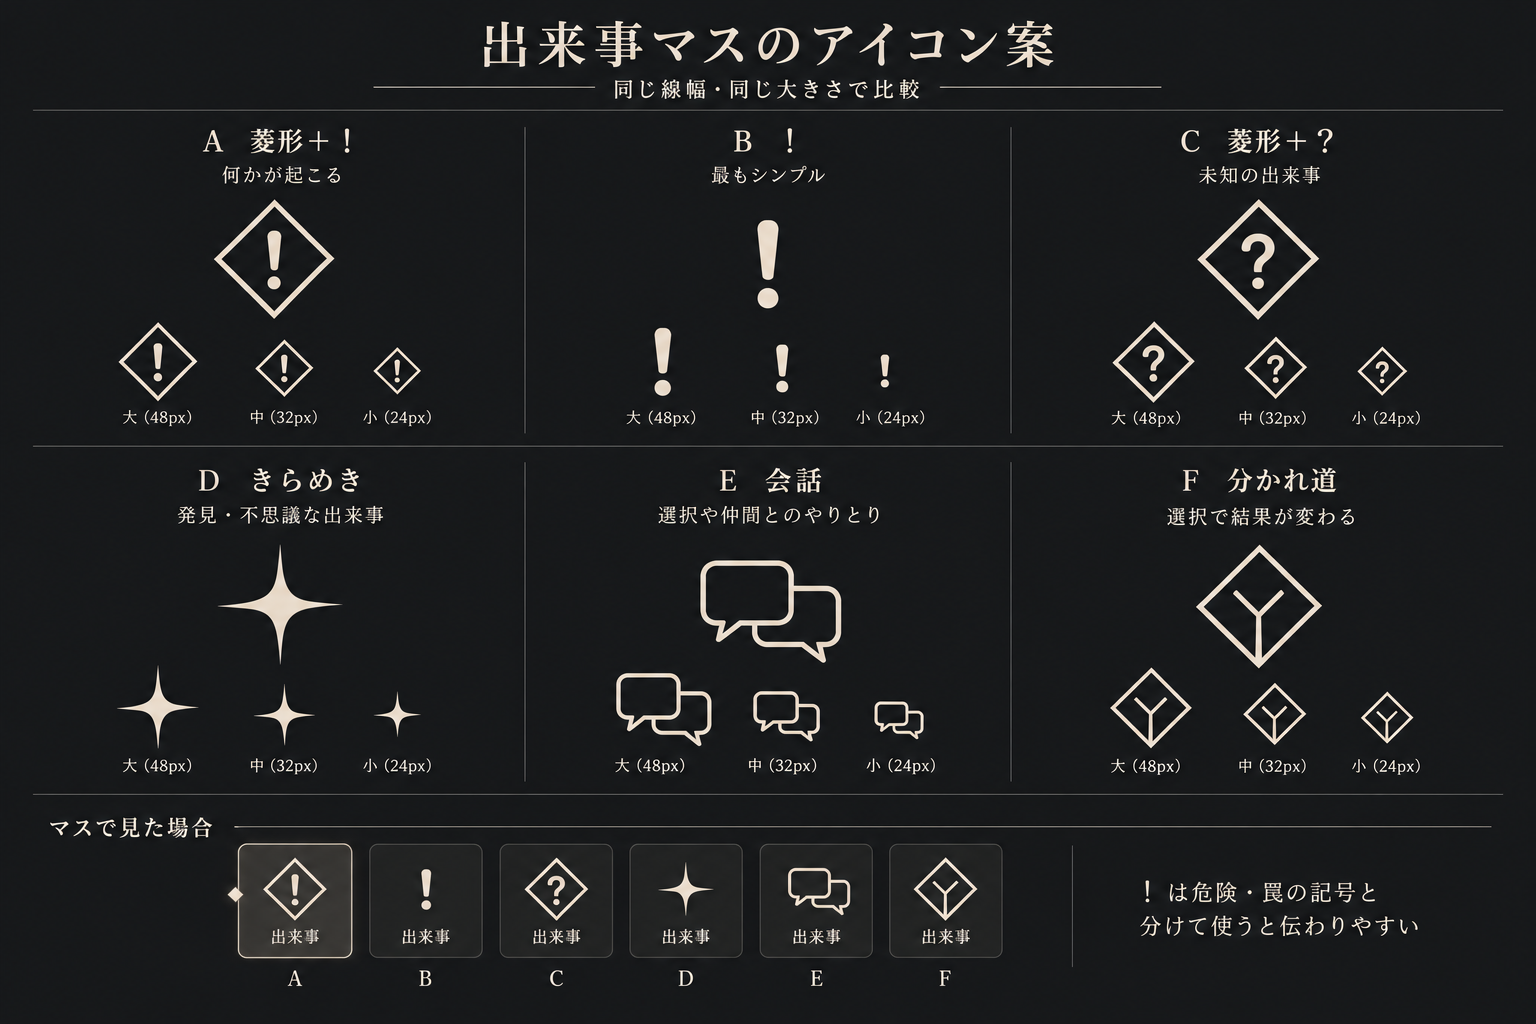 出来事マスのアイコン案
同じ線幅・同じ大きさで比較
A 菱形＋！
何かが起こる
!
! ! !
大（48px） 中（32px） 小（24px）
B ！
最もシンプル
!
! ! !
大（48px） 中（32px） 小（24px）
C 菱形＋？
未知の出来事
?
? ? ?
大（48px） 中（32px） 小（24px）
D きらめき
発見・不思議な出来事
大（48px） 中（32px） 小（24px）
E 会話
選択や仲間とのやりとり
大（48px） 中（32px） 小（24px）
F 分かれ道
選択で結果が変わる
大（48px） 中（32px） 小（24px）
マスで見た場合
! ! ?
出来事 出来事 出来事 出来事 出来事 出来事
A B C D E F
！は危険・罠の記号と
分けて使うと伝わりやすい